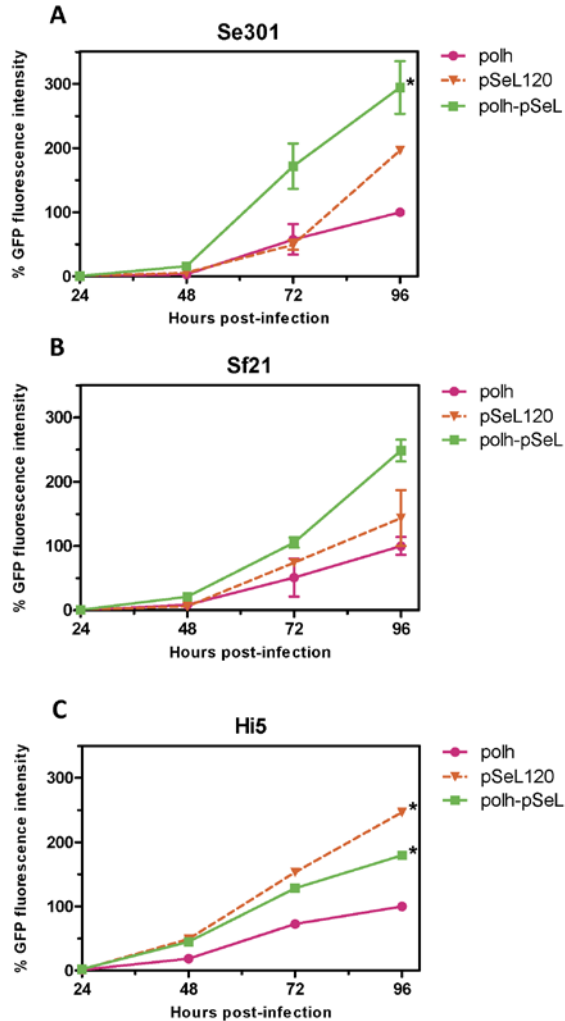 A
Se301
% GFP fluorescence intensity
300
200
100
0
*
24 48 72 96
Hours post-infection
polh
pSeL120
polh-pSeL
B
Sf21
% GFP fluorescence intensity
300
200
100
0
24 48 72 96
Hours post-infection
polh
pSeL120
polh-pSeL
C
Hi5
% GFP fluorescence intensity
300
200
100
0
*
*
24 48 72 96
Hours post-infection
polh
pSeL120
polh-pSeL